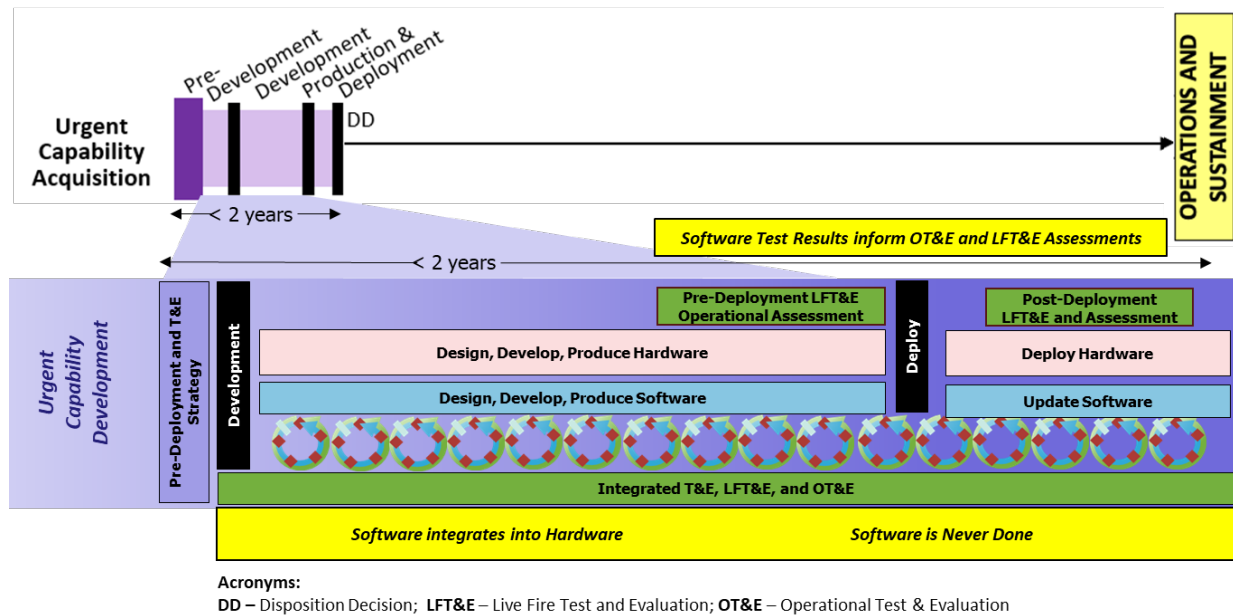 Pre-
Development
Development
Production &
Deployment
DD
Urgent
Capability
Acquisition
OPERATIONS AND
SUSTAINMENT
< 2 years
Software Test Results inform OT&E and LFT&E Assessments
< 2 years
Urgent
Capability
Development
Pre-Deployment and T&E
Strategy
Development
Pre-Deployment LFT&E
Operational Assessment
Deploy
Post-Deployment
LFT&E and Assessment
Design, Develop, Produce Hardware
Deploy Hardware
Design, Develop, Produce Software
Update Software
Integrated T&E, LFT&E, and OT&E
Software integrates into Hardware
Software is Never Done
Acronyms:
DD – Disposition Decision; LFT&E – Live Fire Test and Evaluation; OT&E – Operational Test & Evaluation